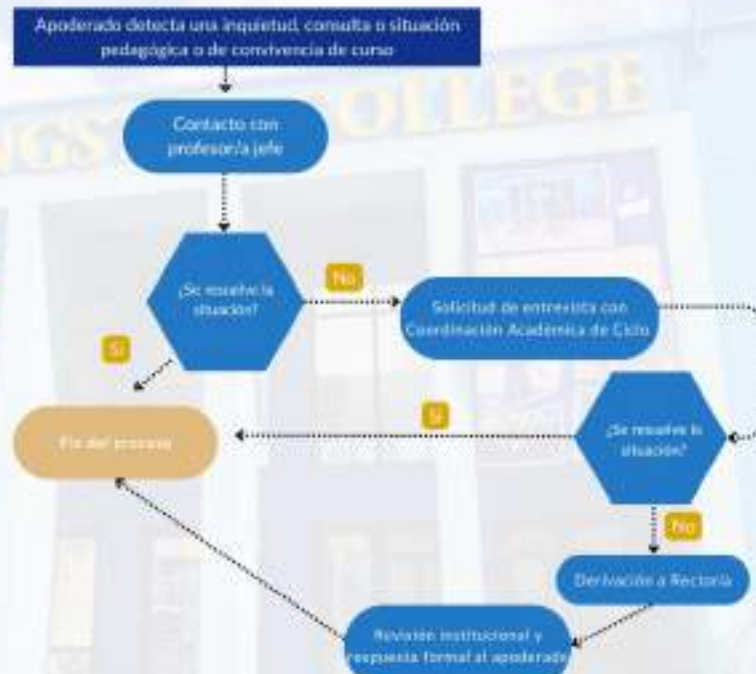 Apoderado detecta una inquietud, consulta o situación
pedagógica o de convivencia de curso
NGS COLLEGE
Contacto con
profesor/a jefe
¿Se resuelve la
situación?
No
Solicitud de entrevista con
Coordinación Académica de Ciclo
Sí
Fin del proceso
Sí
¿Se resuelve la
situación?
No
Derivación a Rectoría
Revisión institucional y
respuesta formal al apoderado